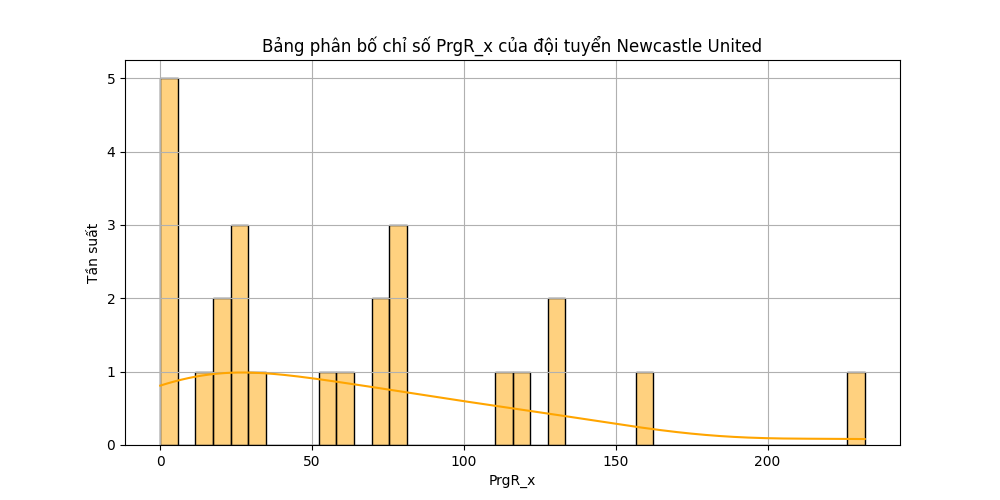 Bảng phân bố chỉ số PrgR_x của đội tuyển Newcastle United
5
4
3
2
1
0
Tần suất
0 50 100 150 200
PrgR_x